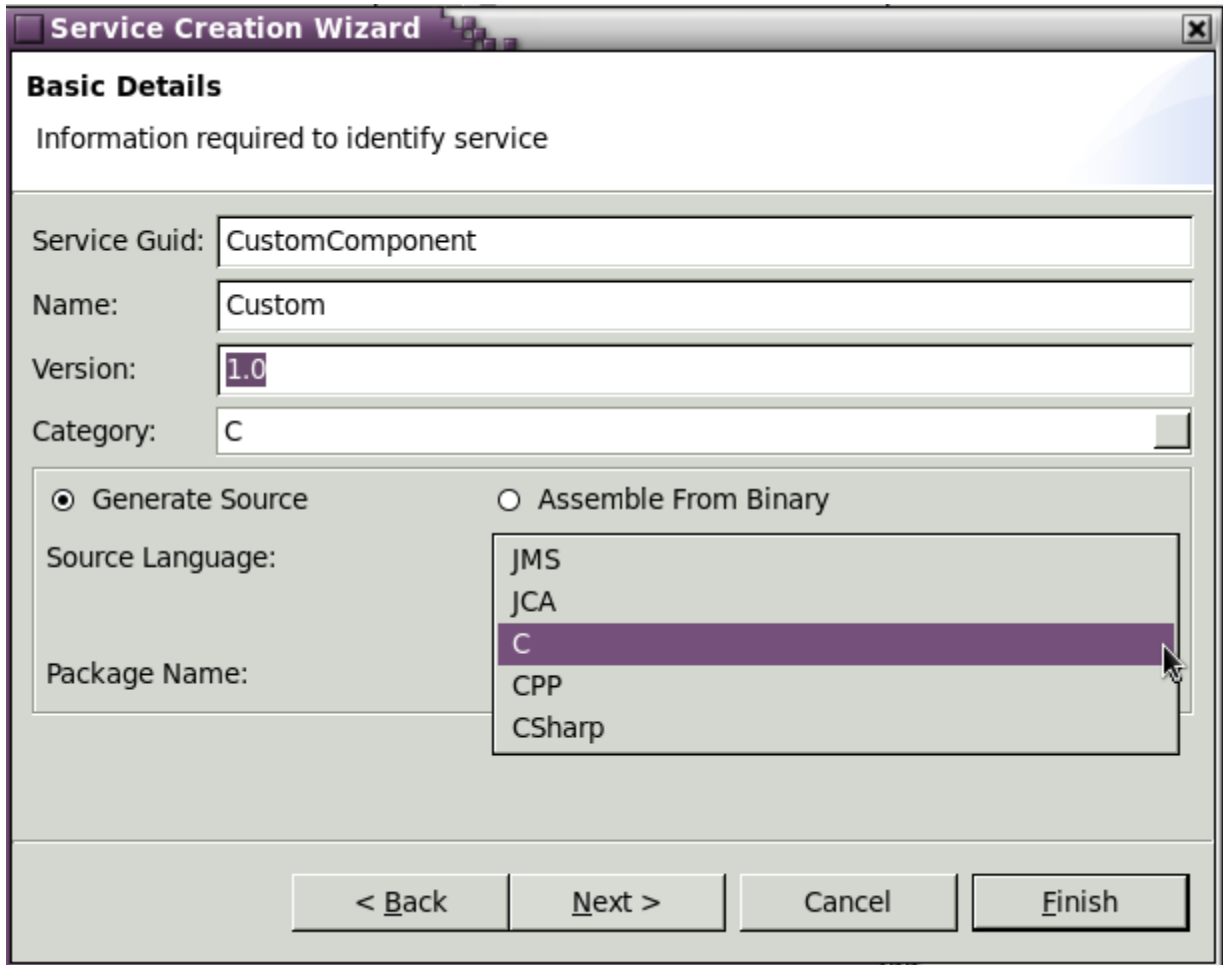 Service Creation Wizard
Basic Details
Information required to identify service
Service Guid: CustomComponent
Name: Custom
Version: 1.0
Category: C
Generate Source Assemble From Binary
Source Language:
JMS
JCA
C
Package Name:
CPP
CSharp
< Back Next > Cancel Finish